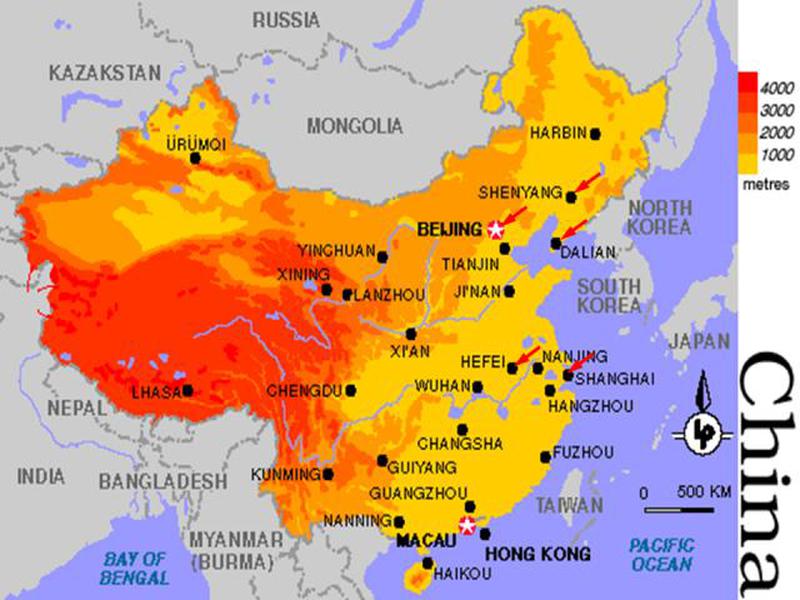 RUSSIA
KAZAKSTAN
MONGOLIA
4000
3000
2000
1000
metres
HARBIN
ÜRÜMQI
SHENYANG
BEIJING
NORTH
KOREA
DALIAN
TIANJIN
YINCHUAN
XINING
LANZHOU
JI'NAN
SOUTH
KOREA
JAPAN
XI'AN
HEFEI
NANJING
SHANGHAI
WUHAN
HANGZHOU
LHASA
CHENGDU
NEPAL
CHANGSHA
FUZHOU
INDIA
BANGLADESH
KUNMING
GUIYANG
GUANGZHOU
TAIWAN
0 500 KM
NANNING
MACAU
HONG KONG
MYANMAR
(BURMA)
BAY OF
BENGAL
PACIFIC
OCEAN
HAIKOU
China
LP